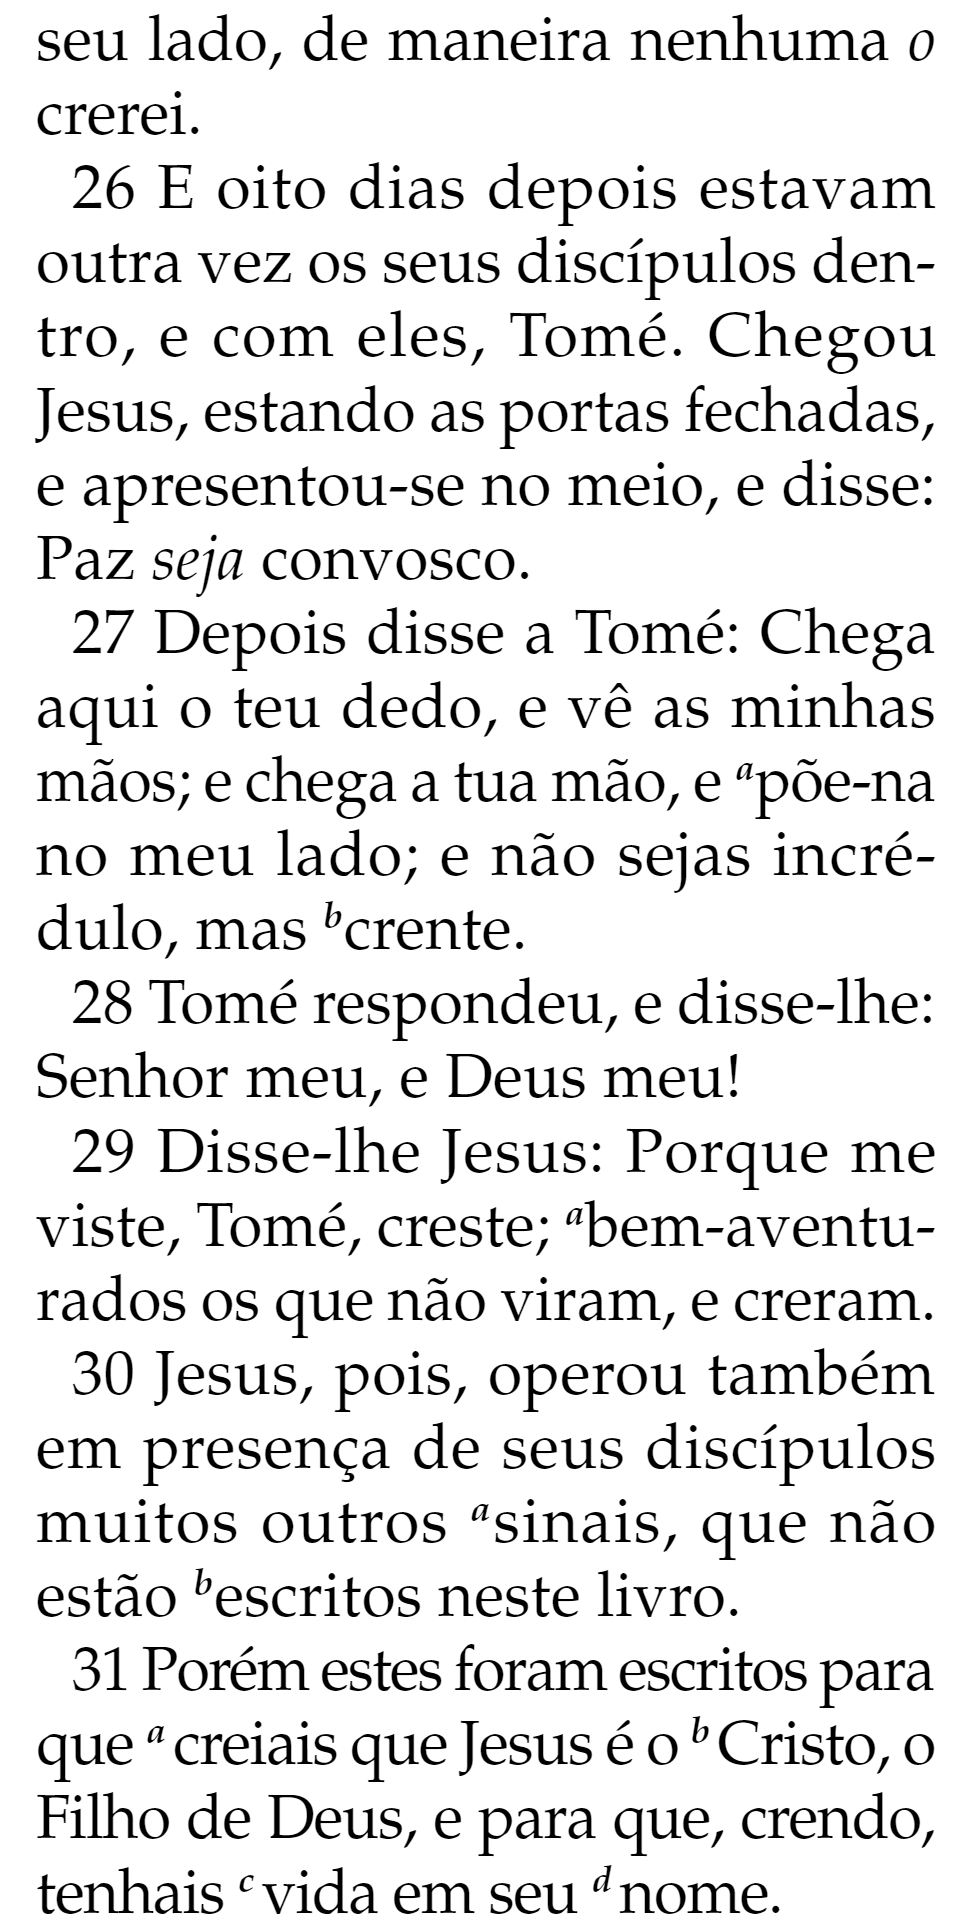 seu lado, de maneira nenhuma o
crerei.
26 E oito dias depois estavam
outra vez os seus discípulos den-
tro, e com eles, Tomé. Chegou
Jesus, estando as portas fechadas,
e apresentou-se no meio, e disse:
Paz seja convosco.
27 Depois disse a Tomé: Chega
aqui o teu dedo, e vê as minhas
mãos; e chega a tua mão, e a põe-na
no meu lado; e não sejas incré-
dulo, mas b crente.
28 Tomé respondeu, e disse-lhe:
Senhor meu, e Deus meu!
29 Disse-lhe Jesus: Porque me
viste, Tomé, creste; a bem-aventu-
rados os que não viram, e creram.
30 Jesus, pois, operou também
em presença de seus discípulos
muitos outros a sinais, que não
estão b escritos neste livro.
31 Porém estes foram escritos para
que a creiais que Jesus é o b Cristo, o
Filho de Deus, e para que, crendo,
tenhais c vida em seu d nome.